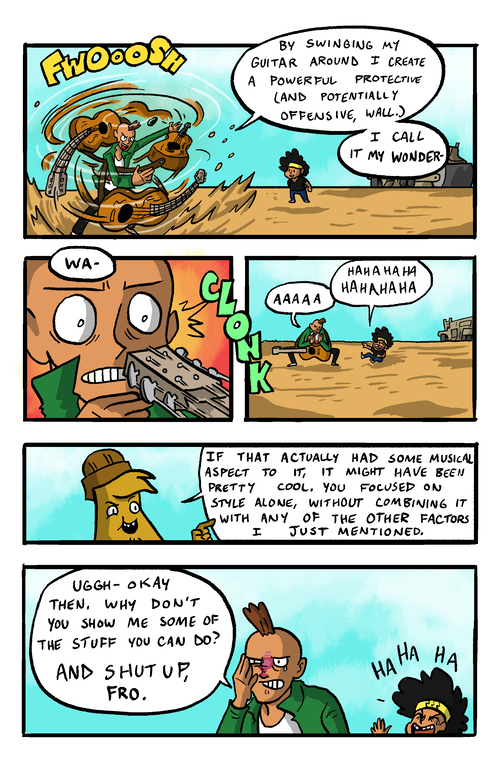 FWOOOSH
BY SWINGING MY
GUITAR AROUND I CREATE
A POWERFUL PROTECTIVE
(AND POTENTIALLY
OFFENSIVE, WALL.)
I CALL
IT MY WONDER-
WA-
CLONK
AAAAA
HAHAHAHA
HAHAHAHA
IF THAT ACTUALLY HAD SOME MUSICAL
ASPECT TO IT, IT MIGHT HAVE BEEN
PRETTY COOL. YOU FOCUSED ON
STYLE ALONE, WITHOUT COMBINING IT
WITH ANY OF THE OTHER FACTORS
I JUST MENTIONED.
UGGH- OKAY
THEN. WHY DON'T
YOU SHOW ME SOME OF
THE STUFF YOU CAN DO?
AND SHUT UP,
FRO.
HA HA HA